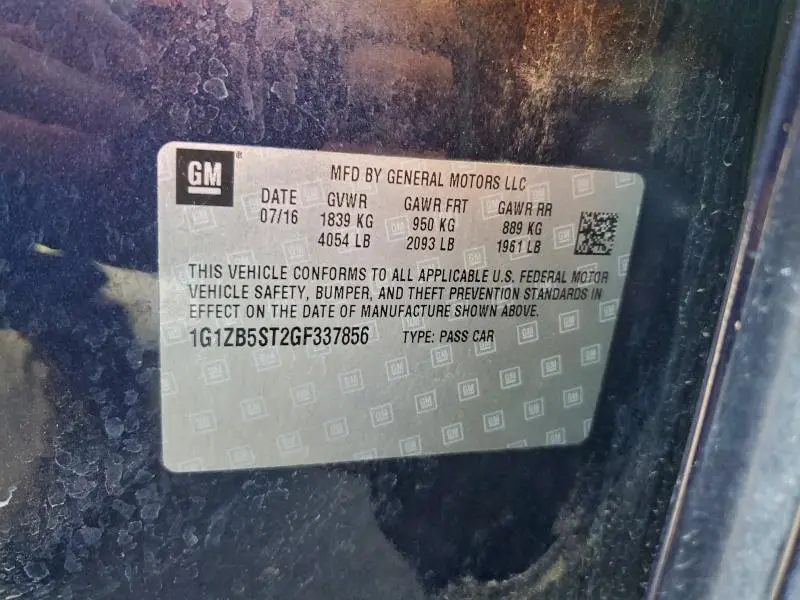 GM®
MFD BY GENERAL MOTORS LLC
DATE GVWR GAWR FRT GAWR RR
07/16 1839 KG 950 KG 889 KG
4054 LB 2093 LB 1961 LB
THIS VEHICLE CONFORMS TO ALL APPLICABLE U.S. FEDERAL MOTOR
VEHICLE SAFETY, BUMPER, AND THEFT PREVENTION STANDARDS IN
EFFECT ON THE DATE OF MANUFACTURE SHOWN ABOVE.
1G1ZB5ST2GF337856 TYPE: PASS CAR